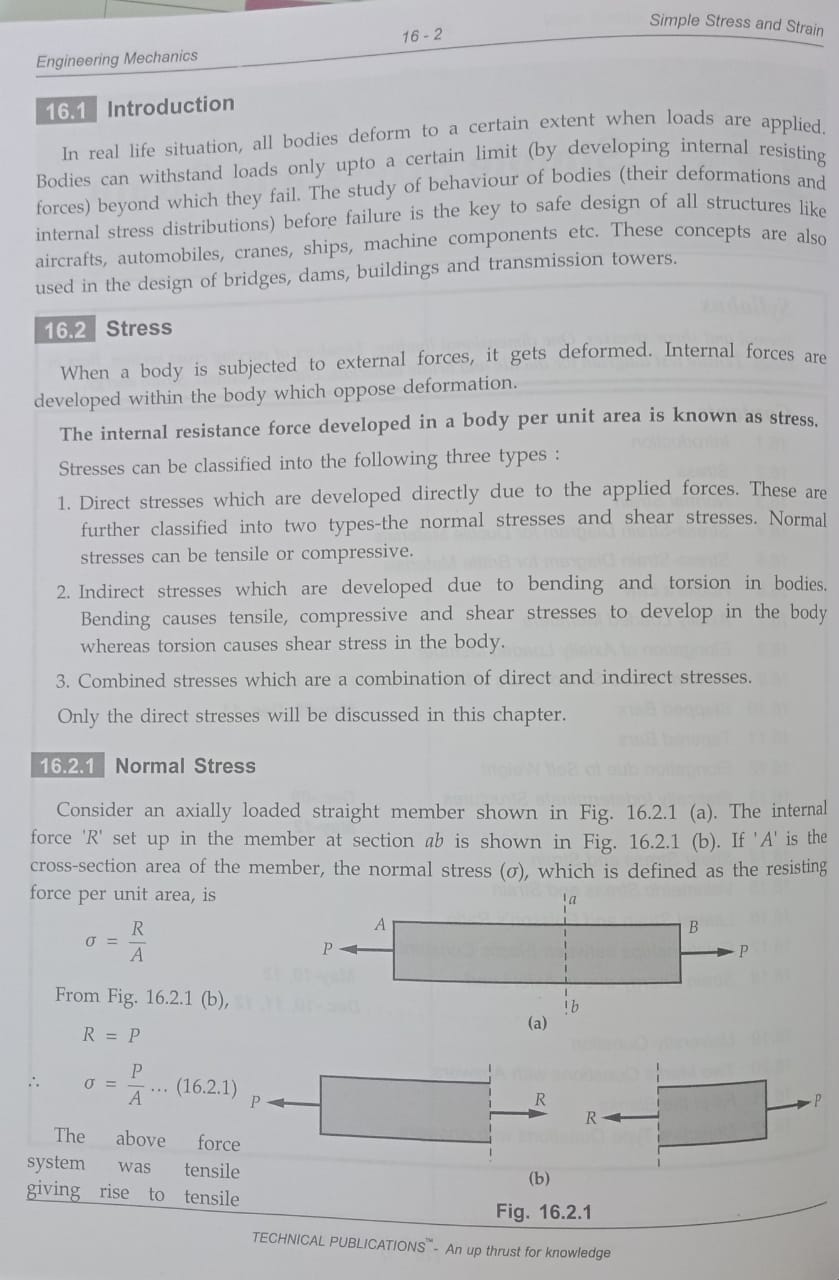 Engineering Mechanics
16 - 2
Simple Stress and Strain
16.1 Introduction
In real life situation, all bodies deform to a certain extent when loads are applied.
Bodies can withstand loads only upto a certain limit (by developing internal resisting
forces) beyond which they fail. The study of behaviour of bodies (their deformations and
internal stress distributions) before failure is the key to safe design of all structures like
aircrafts, automobiles, cranes, ships, machine components etc. These concepts are also
used in the design of bridges, dams, buildings and transmission towers.
16.2 Stress
When a body is subjected to external forces, it gets deformed. Internal forces are
developed within the body which oppose deformation.
The internal resistance force developed in a body per unit area is known as stress.
Stresses can be classified into the following three types :
1. Direct stresses which are developed directly due to the applied forces. These are
further classified into two types-the normal stresses and shear stresses. Normal
stresses can be tensile or compressive.
2. Indirect stresses which are developed due to bending and torsion in bodies.
Bending causes tensile, compressive and shear stresses to develop in the body
whereas torsion causes shear stress in the body.
3. Combined stresses which are a combination of direct and indirect stresses.
Only the direct stresses will be discussed in this chapter.
16.2.1 Normal Stress
Consider an axially loaded straight member shown in Fig. 16.2.1 (a). The internal
force 'R' set up in the member at section ab is shown in Fig. 16.2.1 (b). If 'A' is the
cross-section area of the member, the normal stress (σ), which is defined as the resisting
force per unit area, is
σ = R/A
From Fig. 16.2.1 (b),
R = P
∴ σ = P/A ... (16.2.1)
The above force
system was tensile
giving rise to tensile
a
A
B
P
P
b
(a)
P
R
R
P
(b)
Fig. 16.2.1
TECHNICAL PUBLICATIONS™- An up thrust for knowledge